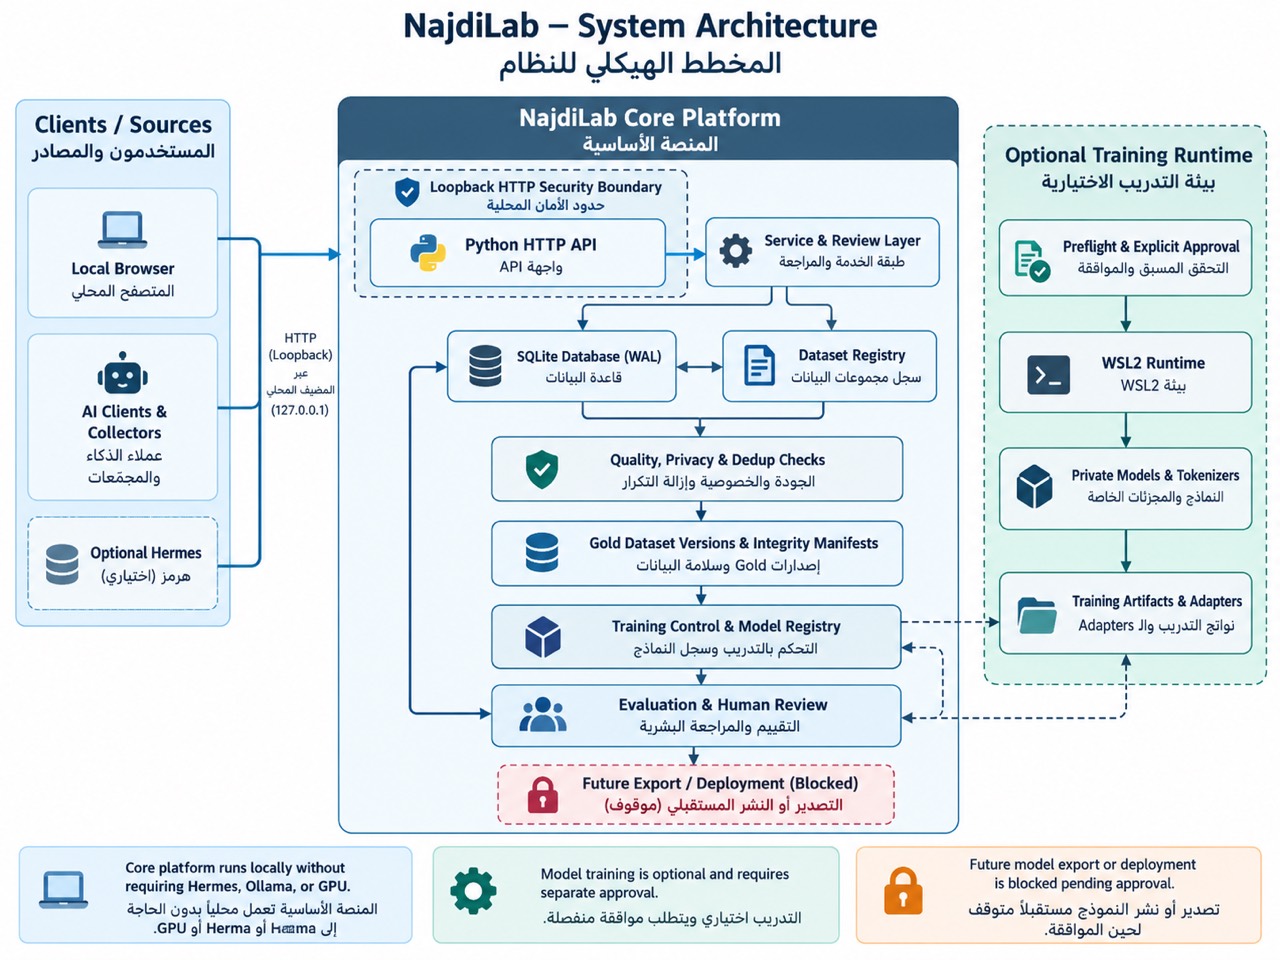 NajdiLab – System Architecture
المخطط الهيكلي للنظام
Clients / Sources
المستخدمون والمصادر
Local Browser
المتصفح المحلي
AI Clients &
Collectors
عملاء الذكاء
والمجمّعات
Optional Hermes
هرمز (اختياري)
HTTP
(Loopback)
عبر
المضيف المحلي
(127.0.0.1)
NajdiLab Core Platform
المنصة الأساسية
Loopback HTTP Security Boundary
حدود الأمان المحلية
Python HTTP API
واجهة API
Service & Review Layer
طبقة الخدمة والمراجعة
SQLite Database (WAL)
قاعدة البيانات
Dataset Registry
سجل مجموعات البيانات
Quality, Privacy & Dedup Checks
الجودة والخصوصية وإزالة التكرار
Gold Dataset Versions & Integrity Manifests
إصدارات Gold وسلامة البيانات
Training Control & Model Registry
التحكم بالتدريب وسجل النماذج
Evaluation & Human Review
التقييم والمراجعة البشرية
Future Export / Deployment (Blocked)
التصدير أو النشر المستقبلي (موقوف)
Optional Training Runtime
بيئة التدريب الاختيارية
Preflight & Explicit Approval
التحقق المسبق والموافقة
WSL2 Runtime
بيئة WSL2
Private Models & Tokenizers
النماذج والمجزئات الخاصة
Training Artifacts & Adapters
نواتج التدريب والـ Adapters
Core platform runs locally without
requiring Hermes, Ollama, or GPU.
المنصة الأساسية تعمل محلياً بدون الحاجة
إلى أو Herma أو GPU.
Model training is optional and requires
separate approval.
التدريب اختياري ويتطلب موافقة منفصلة.
Future model export or deployment
is blocked pending approval.
تصدير أو نشر النموذج مستقبلاً متوقف
لحين الموافقة.